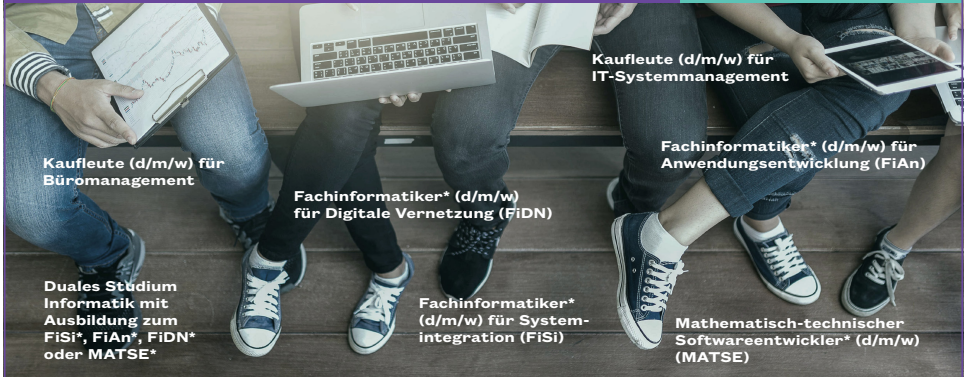 Kaufleute (d/m/w) für
IT-Systemmanagement
Kaufleute (d/m/w) für
Büromanagement
Fachinformatiker* (d/m/w) für
Anwendungsentwicklung (FiAn)
Fachinformatiker* (d/m/w)
für Digitale Vernetzung (FiDN)
Duales Studium
Informatik mit
Ausbildung zum
FiSi*, FiAn*, FiDN*
oder MATSE*
Fachinformatiker*
(d/m/w) für System-
integration (FiSi)
Mathematisch-technischer
Softwareentwickler* (d/m/w)
(MATSE)